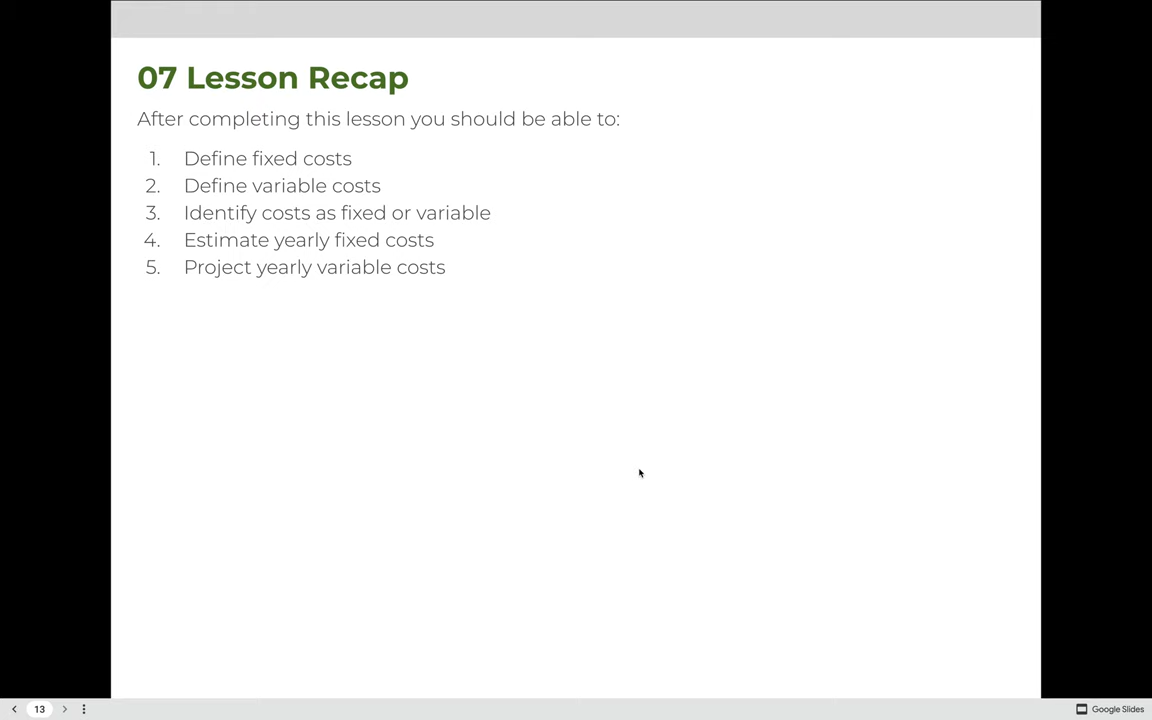 07 Lesson Recap
After completing this lesson you should be able to:
1. Define fixed costs
2. Define variable costs
3. Identify costs as fixed or variable
4. Estimate yearly fixed costs
5. Project yearly variable costs
13
Google Slides